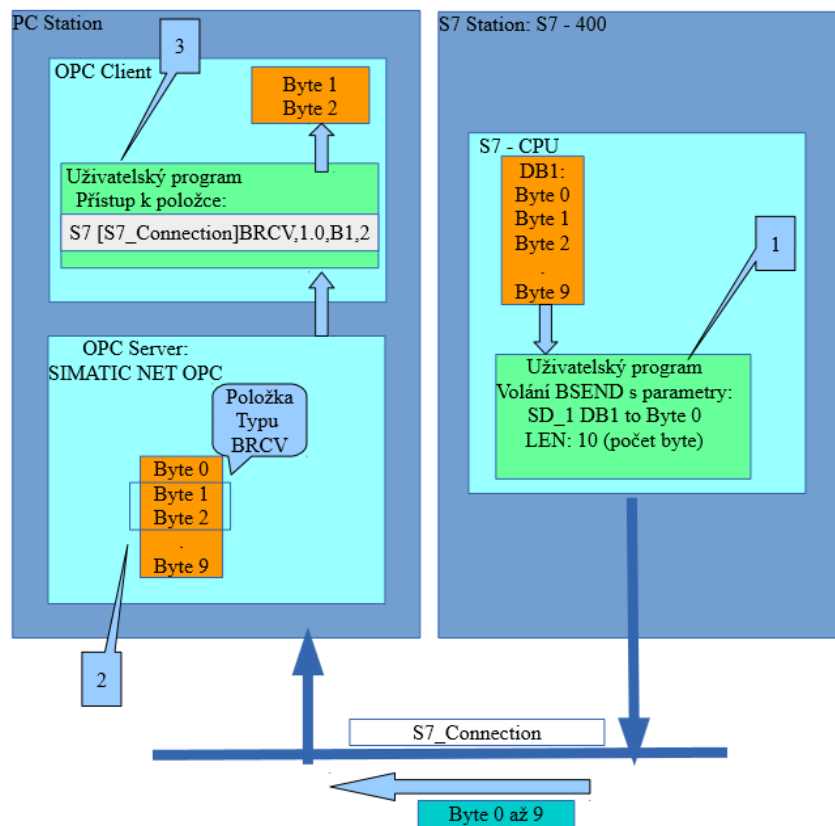 PC Station
3
OPC Client
Byte 1
Byte 2
Uživatelský program
Přístup k položce:
S7 [S7_Connection]BRCV,1.0,B1,2
OPC Server:
SIMATIC NET OPC
Položka
Typu
BRCV
Byte 0
Byte 1
Byte 2
.
Byte 9
2
S7 Station: S7 - 400
S7 - CPU
DB1:
Byte 0
Byte 1
Byte 2
.
Byte 9
1
Uživatelský program
Volání BSEND s parametry:
SD_1 DB1 to Byte 0
LEN: 10 (počet byte)
S7_Connection
Byte 0 až 9